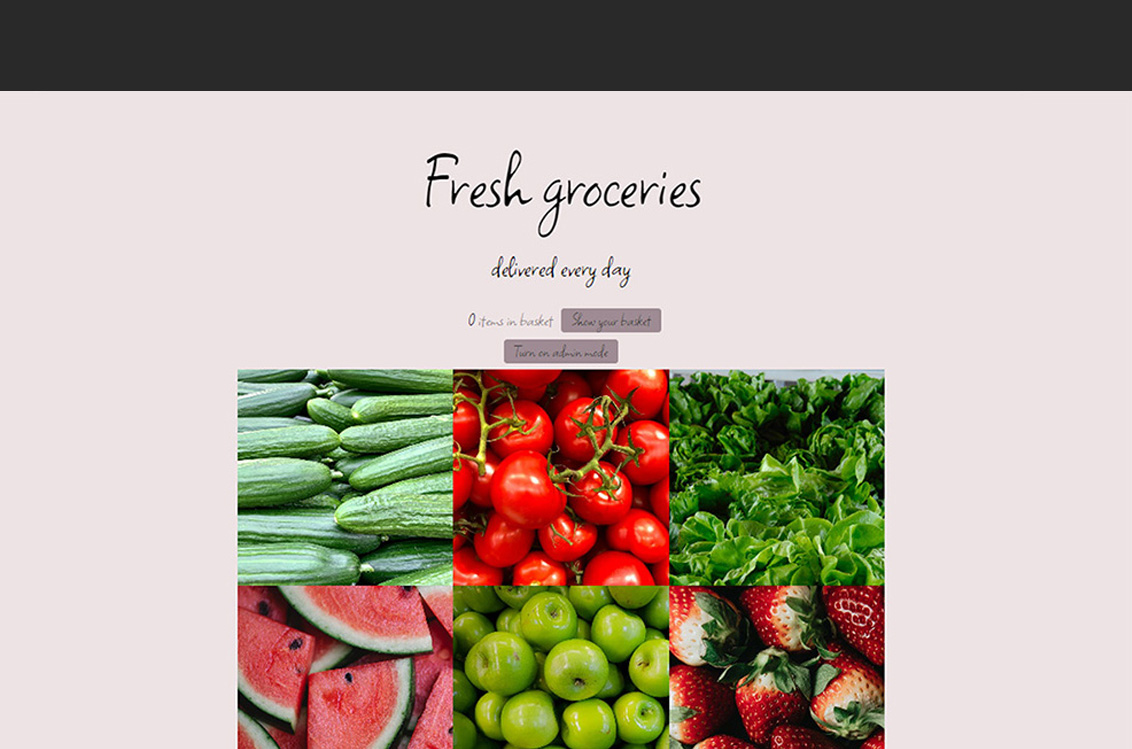 Fresh groceries
delivered every day
0 items in basket Show your basket
Turn on admin mode